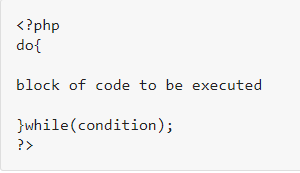 <?php
do{
block of code to be executed
}while(condition);
?>